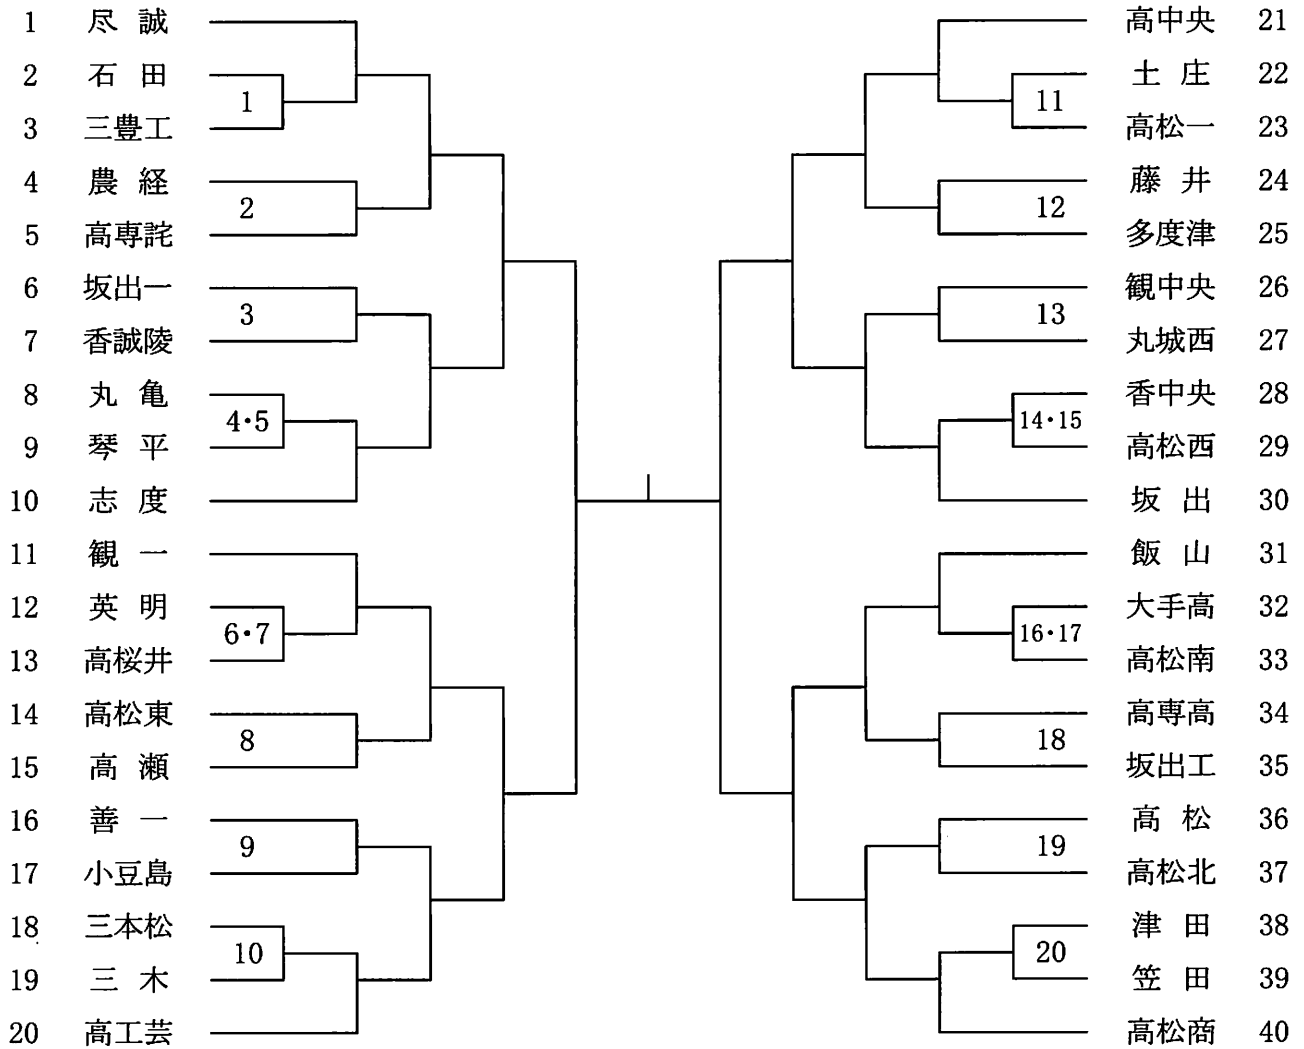 1 尽誠
2 石田
1
3 三豊工
4 農経
2
5 高専詫
6 坂出一
3
7 香誠陵
8 丸亀
4・5
9 琴平
10 志度
11 観一
12 英明
6・7
13 高桜井
14 高松東
8
15 高瀬
16 善一
9
17 小豆島
18 三本松
10
19 三木
20 高工芸
高中央 21
土庄 22
11
高松一 23
藤井 24
12
多度津 25
観中央 26
13
丸城西 27
香中央 28
14・15
高松西 29
坂出 30
飯山 31
大手高 32
16・17
高松南 33
高専高 34
18
坂出工 35
高松 36
19
高松北 37
津田 38
20
笠田 39
高松商 40